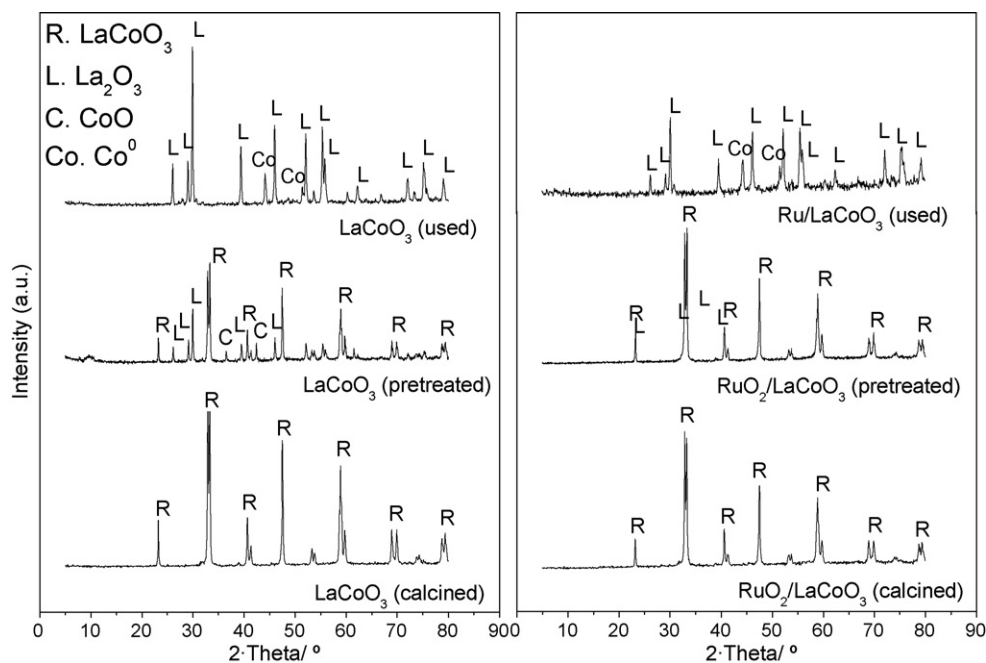 R. LaCoO₃
L. La₂O₃
C. CoO
Co. Co⁰
L
L L
L
L
Co
Co
L
L
L
L
L
L
LaCoO₃ (used)
R
R
R
L
L
L
C
L
R
C
L
R
R
R
LaCoO₃ (pretreated)
R
R
R
R
R
R
R
LaCoO₃ (calcined)
Intensity (a.u.)
0 10 20 30 40 50 60 70 80 90
2·Theta/ º
L
L L
L
Co
L
Co
L
L
L
L
L
L
Ru/LaCoO₃ (used)
R
R
R
R
L
L
L
L
R
R
R
RuO₂/LaCoO₃ (pretreated)
R
R
R
R
R
R
R
RuO₂/LaCoO₃ (calcined)
10 20 30 40 50 60 70 80 90
2·Theta/ º